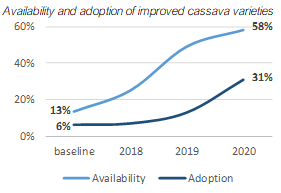 Availability and adoption of improved cassava varieties
60%
58%
40%
20%
31%
13%
6%
0%
baseline 2018 2019 2020
Availability Adoption